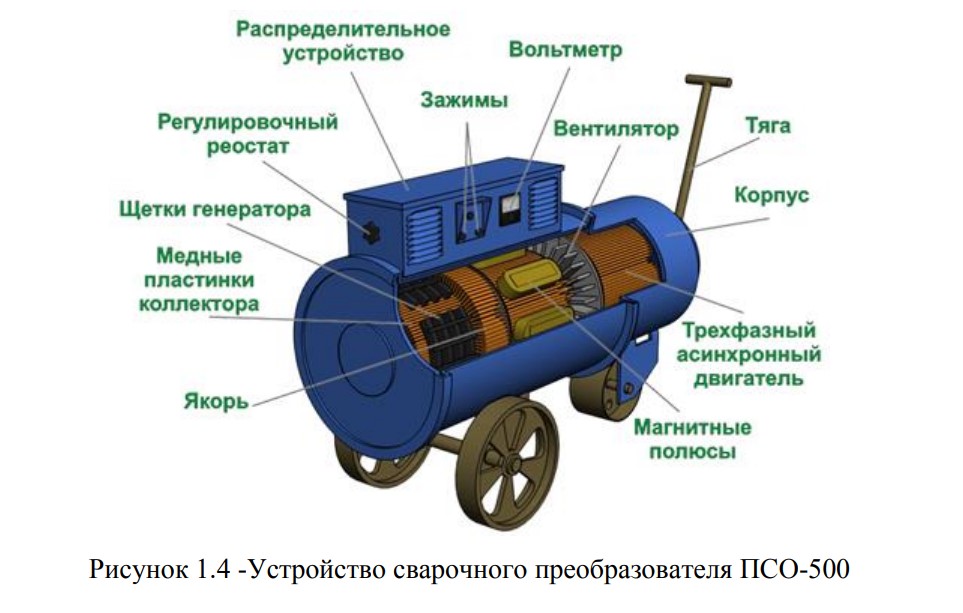 Распределительное
устройство
Вольтметр
Зажимы
Регулировочный
реостат
Вентилятор
Тяга
Щетки генератора
Корпус
Медные
пластинки
коллектора
Трехфазный
асинхронный
двигатель
Якорь
Магнитные
полюсы
Рисунок 1.4 -Устройство сварочного преобразователя ПСО-500